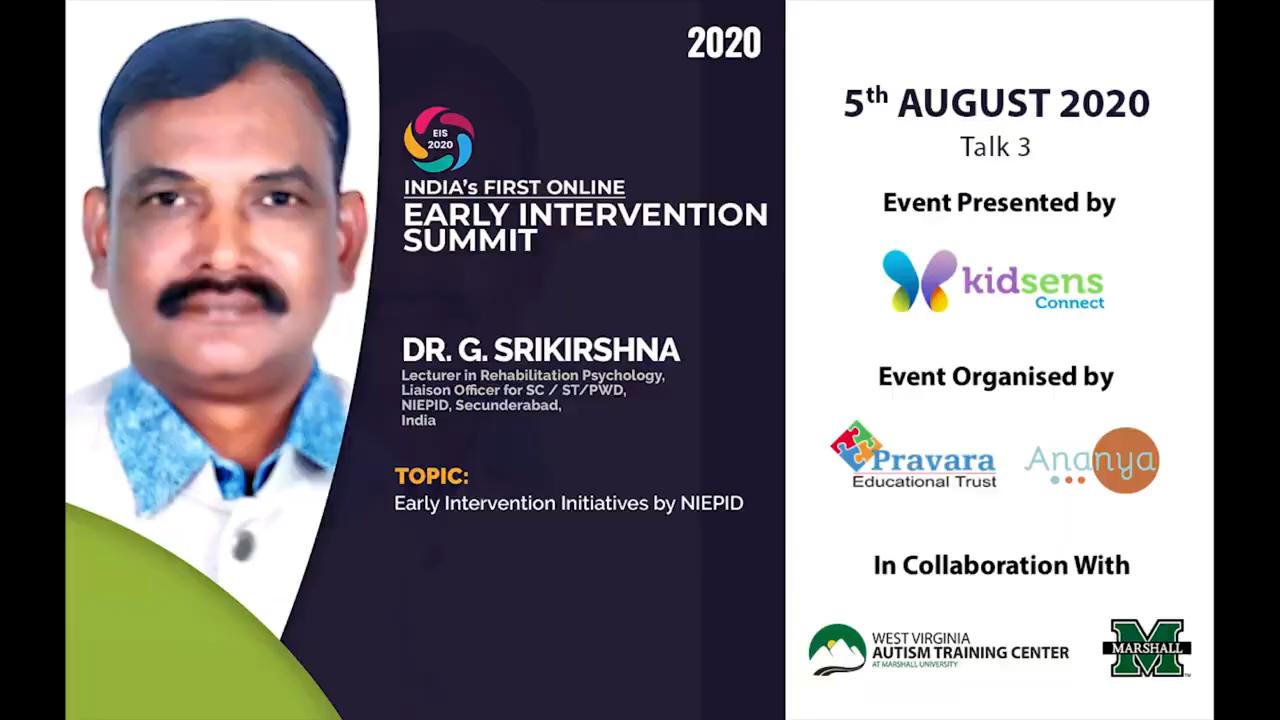 2020
EIS
2020
INDIA's FIRST ONLINE
EARLY INTERVENTION
SUMMIT
DR. G. SRIKIRSHNA
Lecturer in Rehabilitation Psychology,
Liaison Officer for SC / ST/PWD,
NIEPID, Secunderabad,
India
TOPIC:
Early Intervention Initiatives by NIEPID
5th AUGUST 2020
Talk 3
Event Presented by
kidsens
Connect
Event Organised by
Pravara
Educational Trust
Ananya
In Collaboration With
WEST VIRGINIA
AUTISM TRAINING CENTER
AT MARSHALL UNIVERSITY
M
MARSHALL
TM